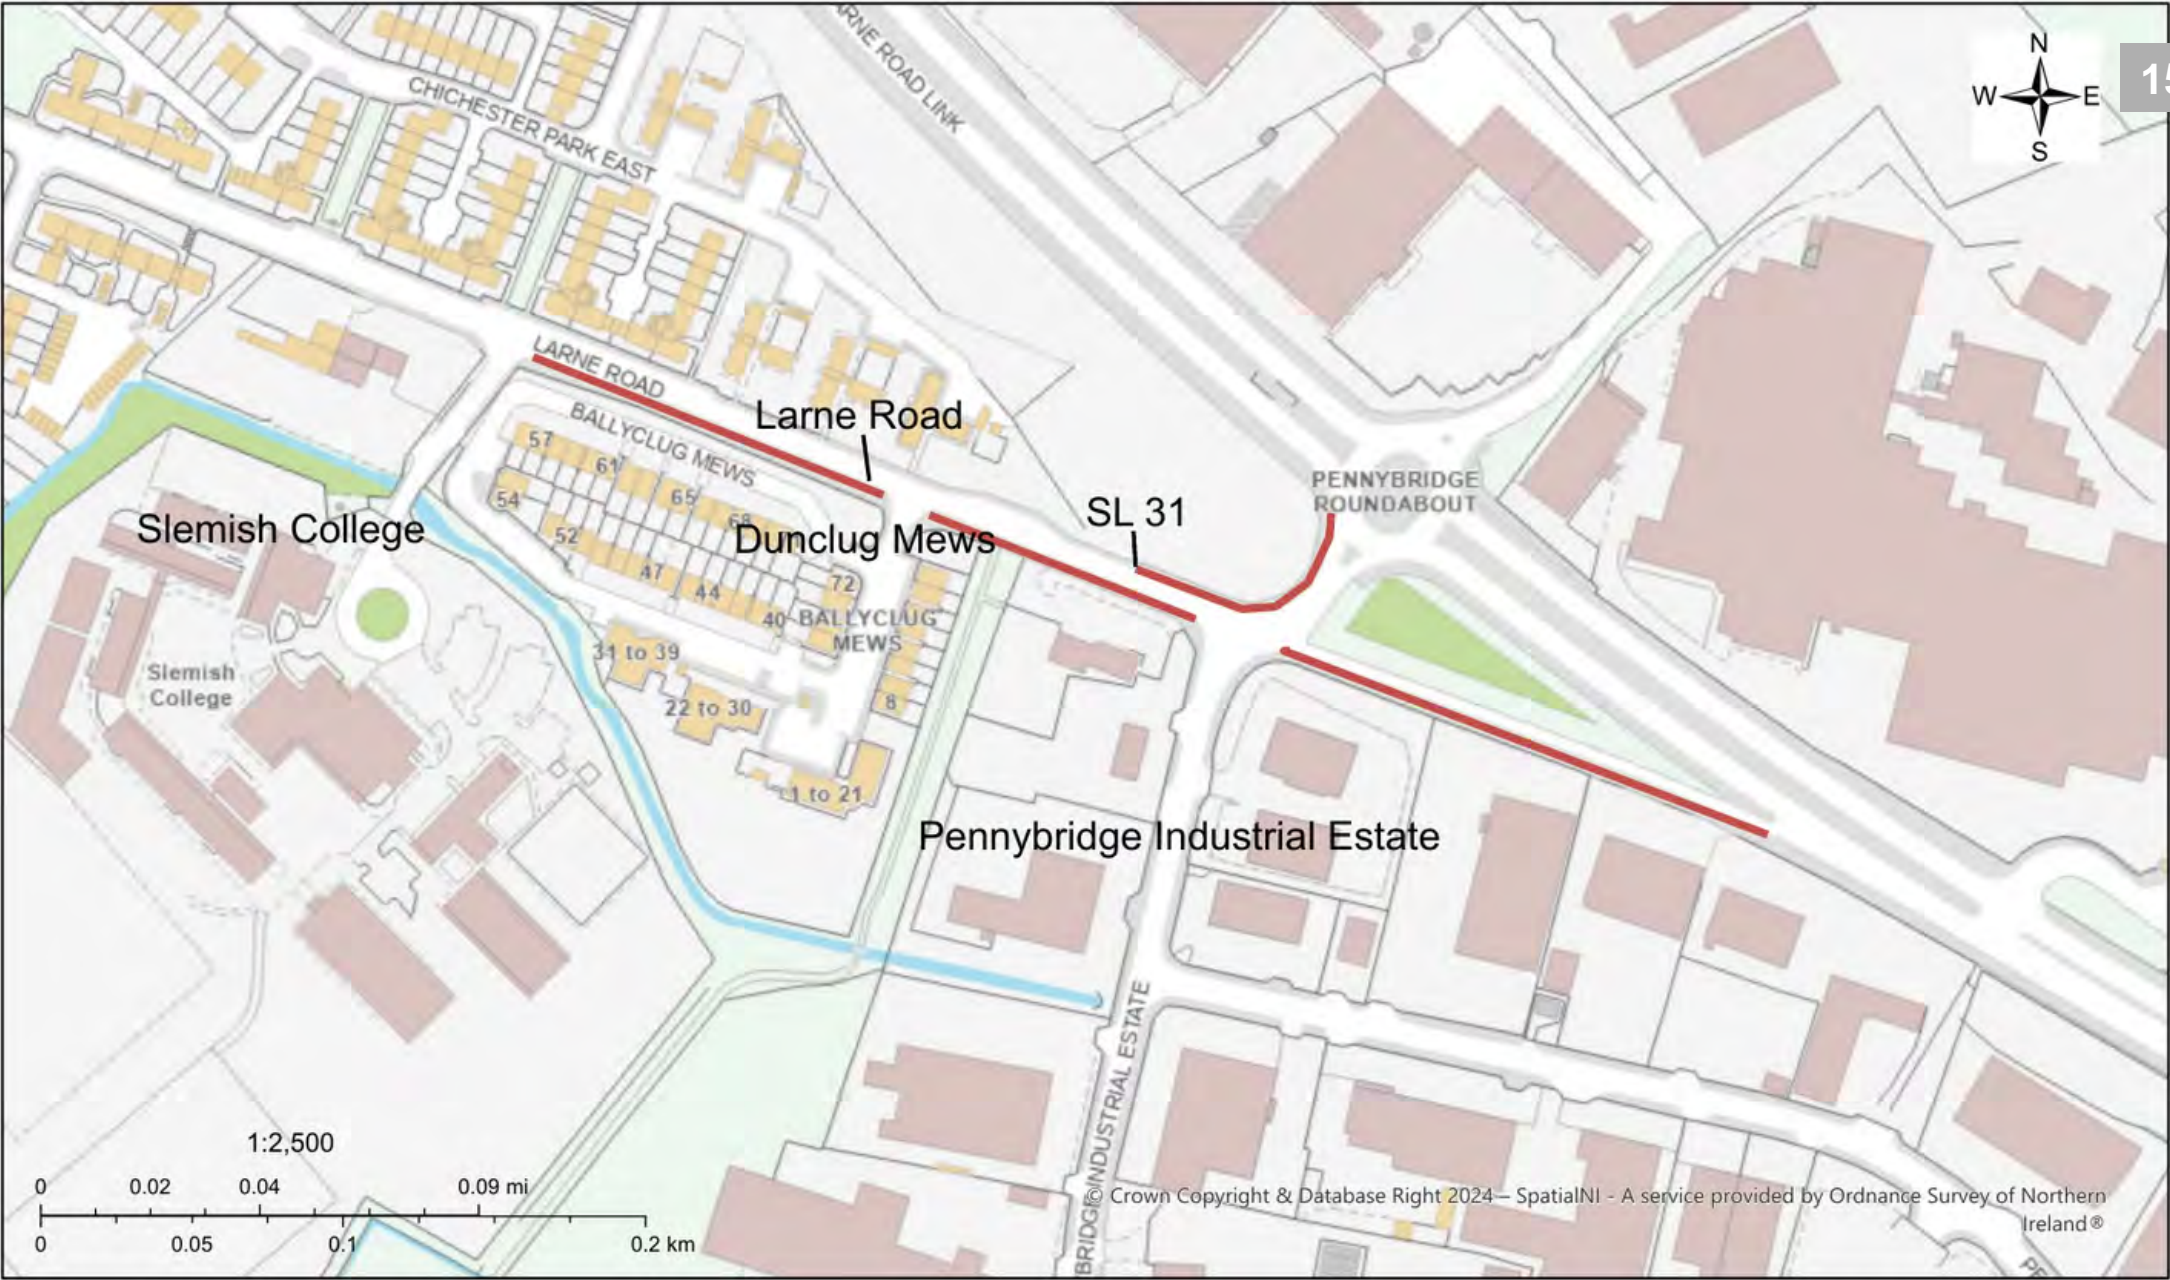 N
15
W E
S
ARNE ROAD LINK
CHICHESTER PARK EAST
LARNE ROAD
Larne Road
BALLYCLUG MEWS
57
61
65
68
54
52
47
44
40
72
PENNYBRIDGE
ROUNDABOUT
SL 31
Slemish College
Dunclug Mews
BALLYCLUG
MEWS
31 to 39
22 to 30
8
1 to 21
Slemish
College
Pennybridge Industrial Estate
BRIDGE INDUSTRIAL ESTATE
1:2,500
0 0.02 0.04 0.09 mi
0 0.05 0.1 0.2 km
© Crown Copyright & Database Right 2024 – SpatialNI - A service provided by Ordnance Survey of Northern
Ireland®
PE